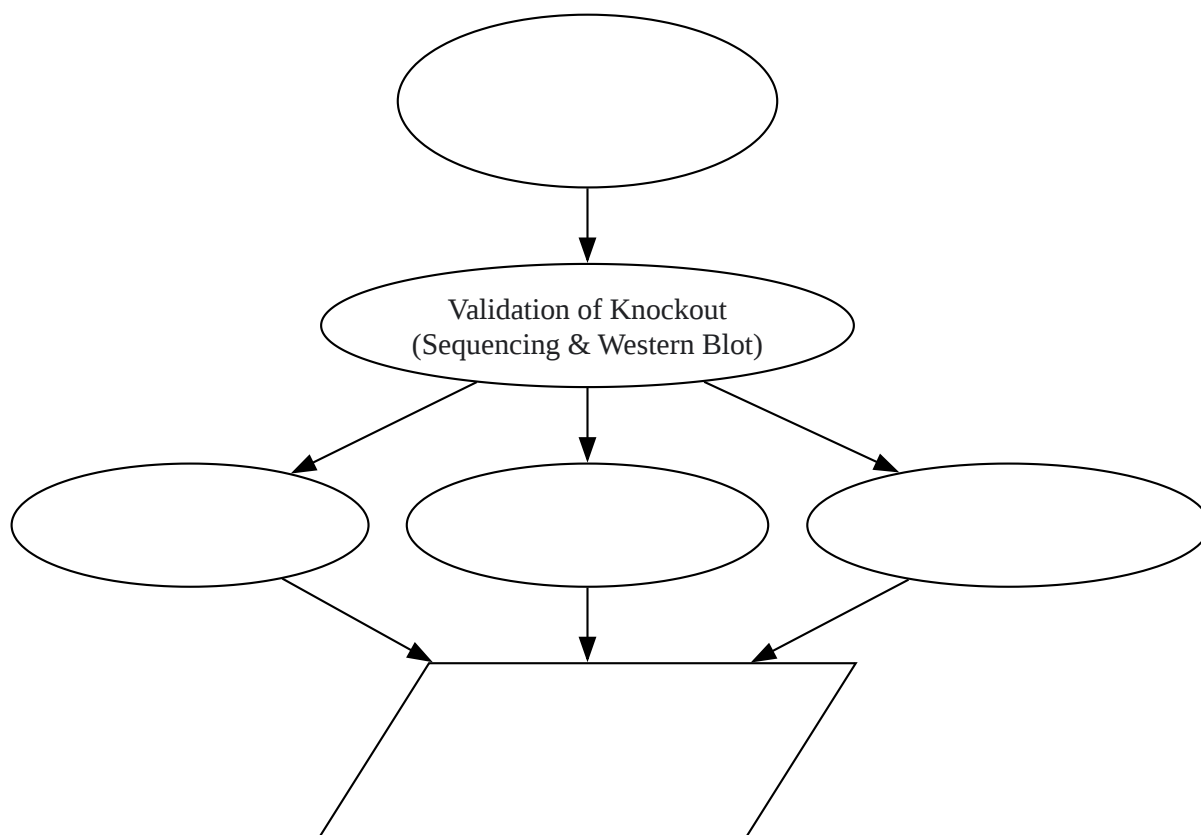 Validation of Knockout
(Sequencing & Western Blot)